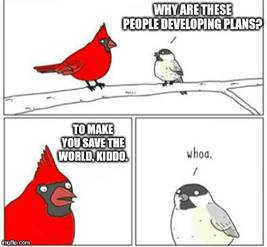 WHY ARE THESE
PEOPLE DEVELOPING PLANS?
TO MAKE
YOU SAVE THE
WORLD, KIDDO.
whoa.
imgflip.com